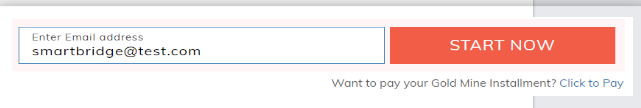 Enter Email address
smartbridge@test.com
START NOW
Want to pay your Gold Mine Installment? Click to Pay